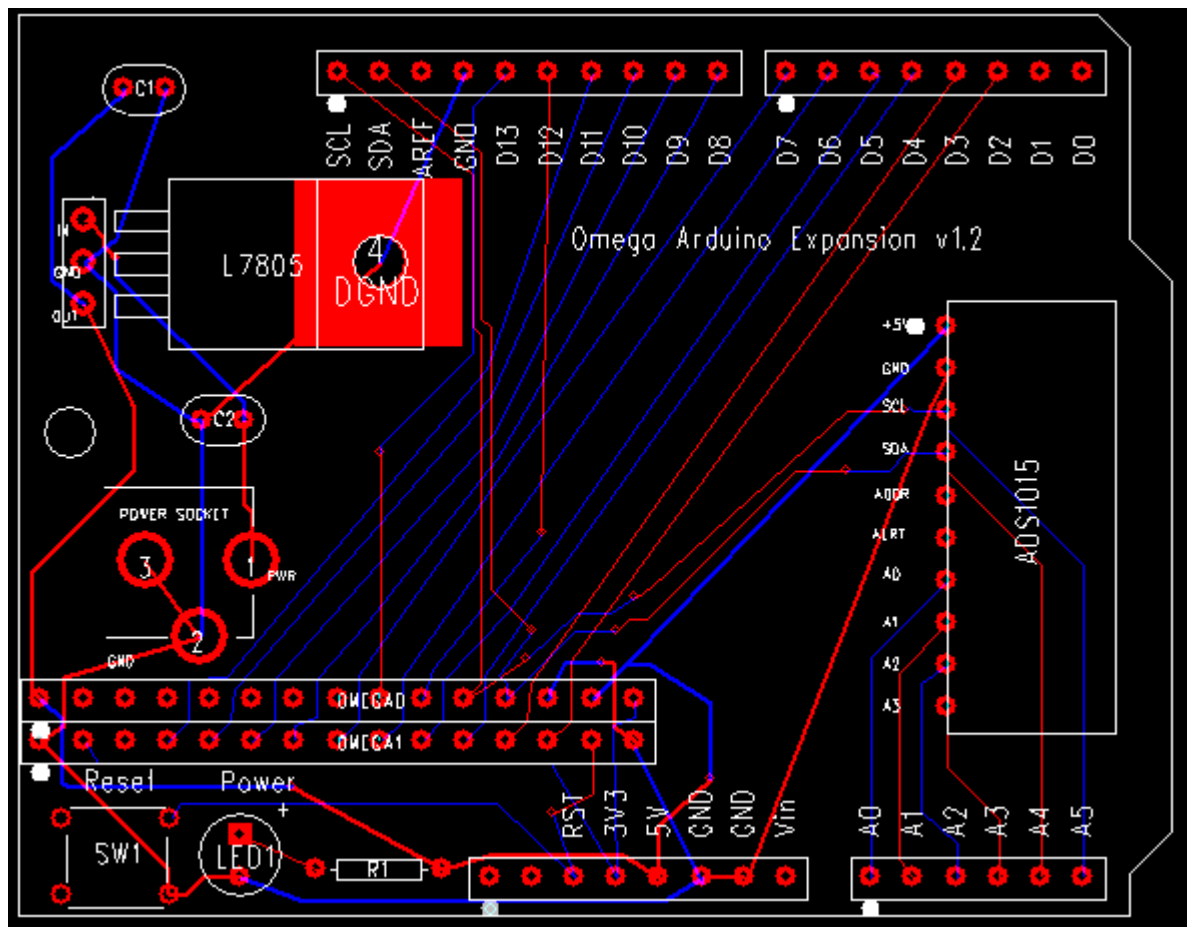 C1
SCL
SDA
AREF
GND
D13
D12
D11
D10
D9
D8
D7
D6
D5
D4
D3
D2
D1
D0
IN
GND
OUT
L7805
4
DGND
Omega Arduino Expansion v1.2
+5V
GND
SCL
SDA
ADDR
ALRT
A0
A1
A2
A3
ADS1015
C2
POWER SOCKET
3
1
PWR
2
GND
OMEGA0
OMEGA1
Reset
Power
+
SW1
LED1
R1
RST
3V3
5V
GND
GND
Vin
A0
A1
A2
A3
A4
A5